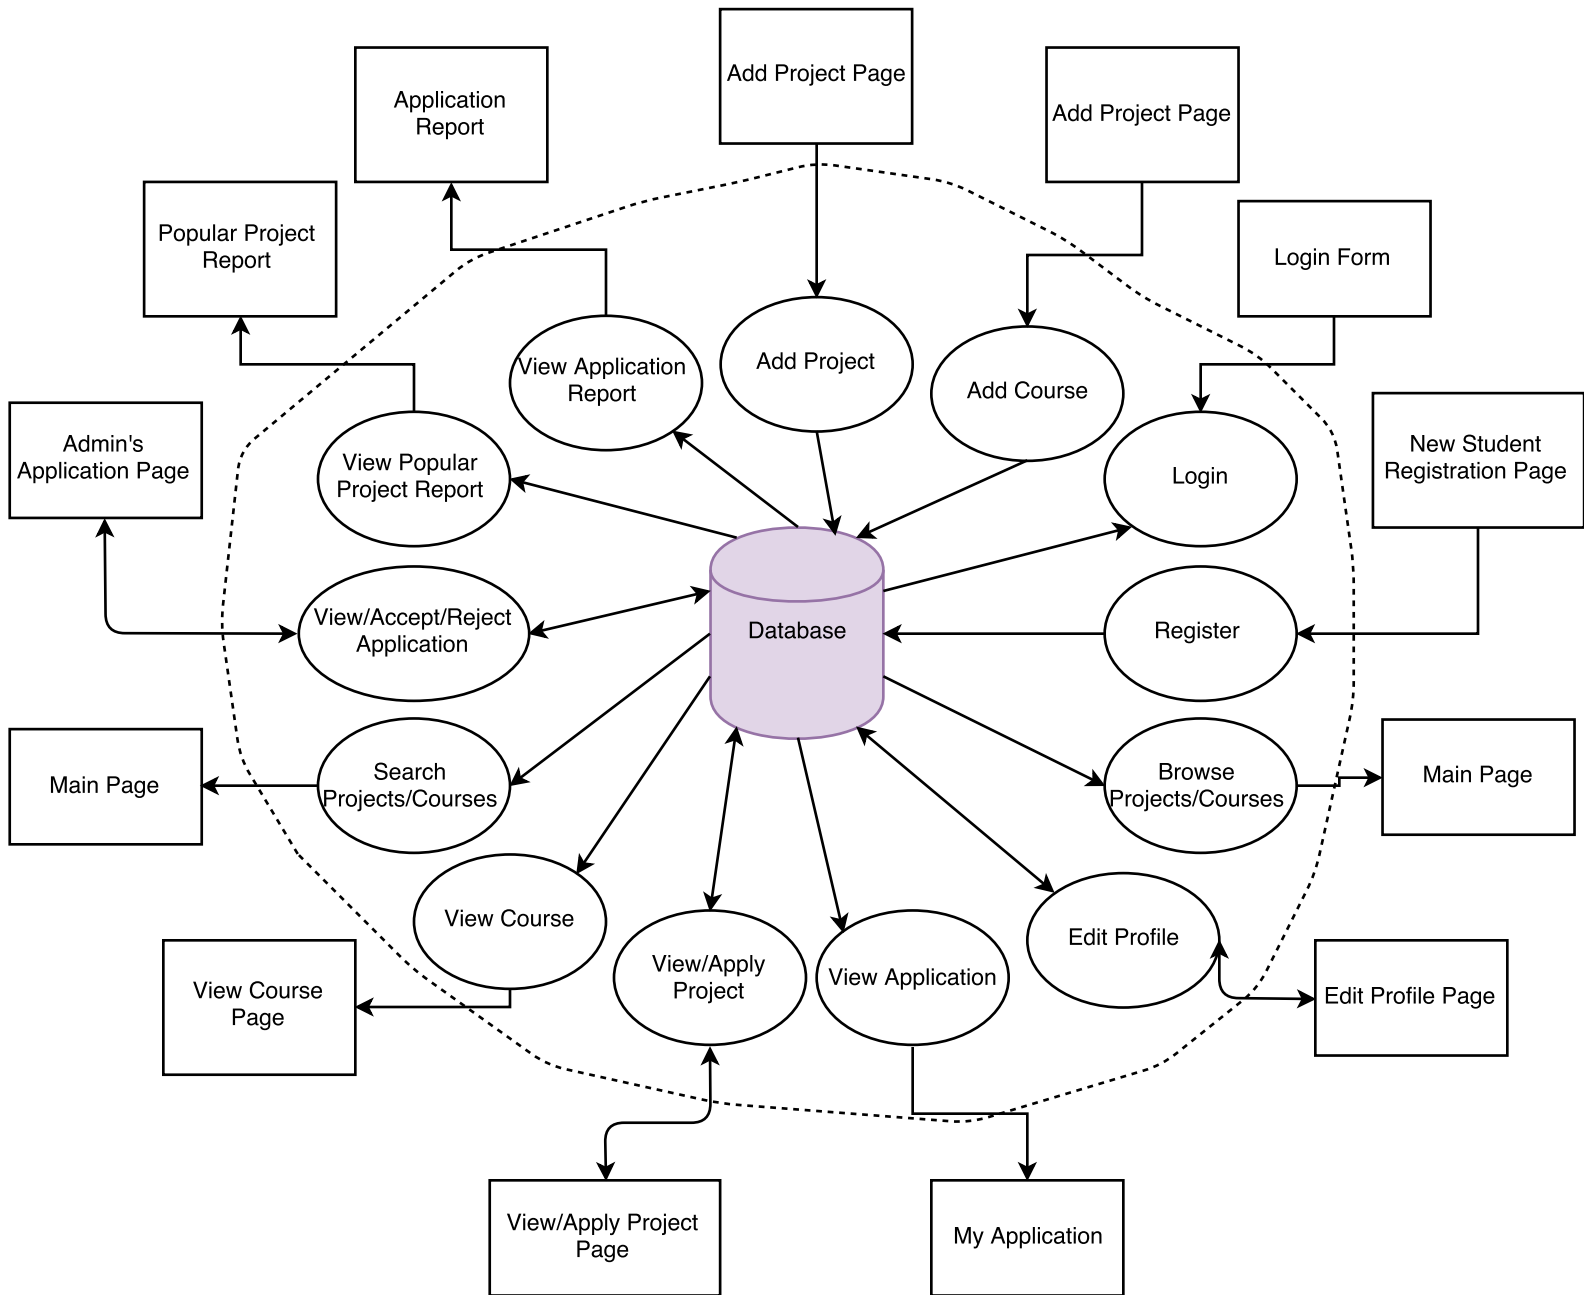 Add Project Page
Application
Report
Add Project Page
Popular Project
Report
Login Form
View Application
Report
Add Project
Add Course
Admin's
Application Page
View Popular
Project Report
Login
New Student
Registration Page
View/Accept/Reject
Application
Database
Register
Main Page
Search
Projects/Courses
Browse
Projects/Courses
Main Page
View Course
View/Apply
Project
View Application
Edit Profile
View Course
Page
Edit Profile Page
View/Apply Project
Page
My Application